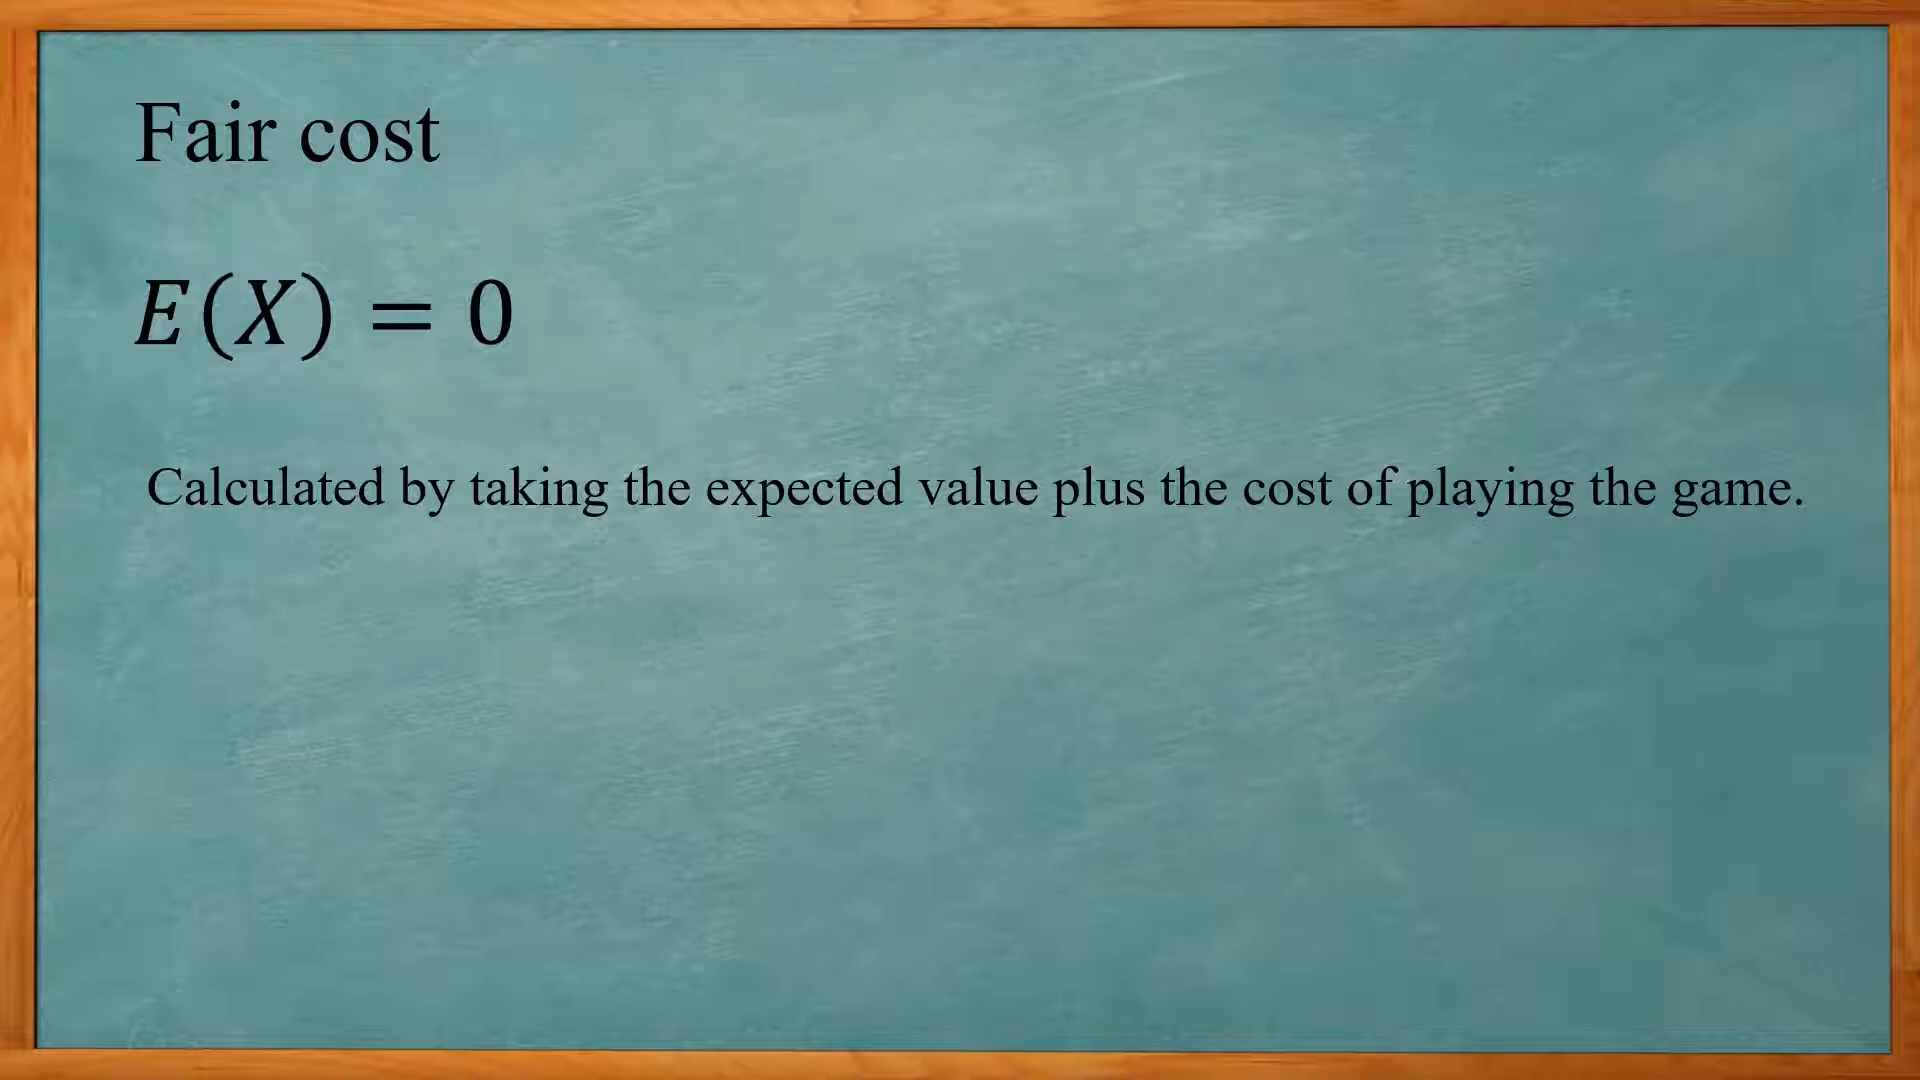 Fair cost
E(X) = 0
Calculated by taking the expected value plus the cost of playing the game.